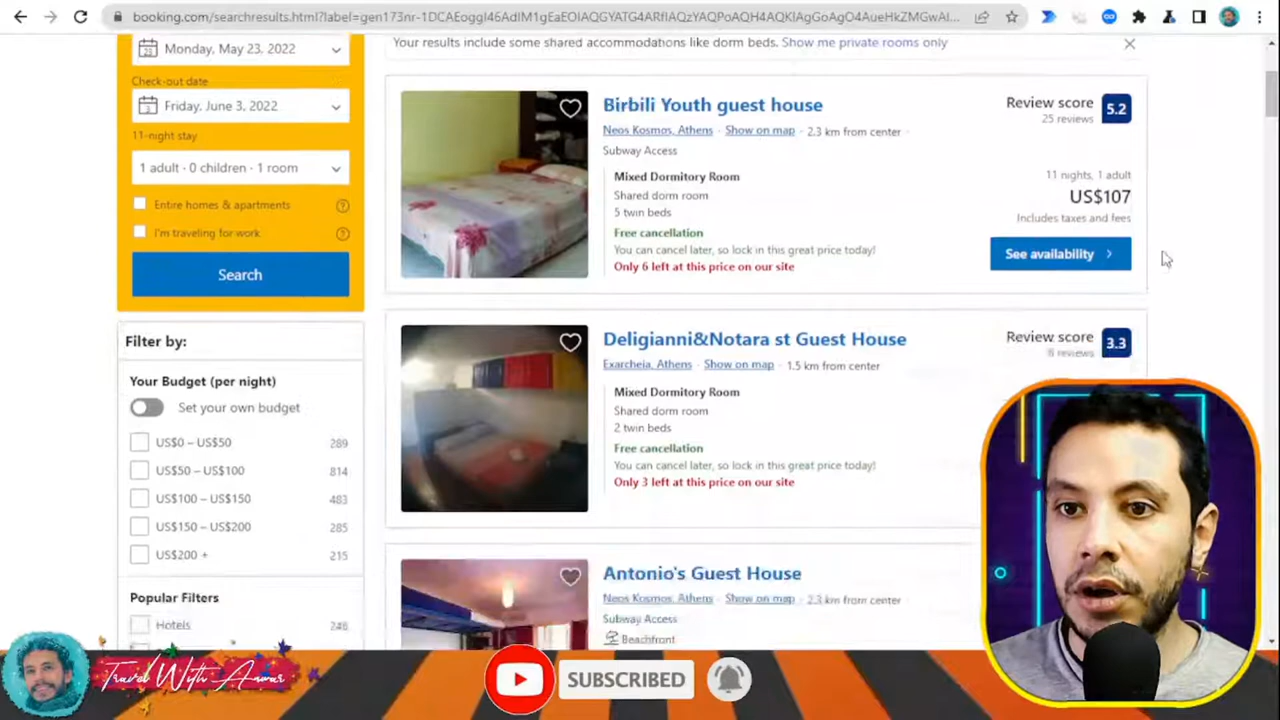 booking.com/searchresults.html?label=gen173nr-1DCAEoggI46AdIM1gEaEOIAQGYATG4ARfIAQzYAQPoAQH4AQKIAgGoAgO4AueHkZMGwAI...
Monday, May 23, 2022
Check-out date
Friday, June 3, 2022
11-night stay
1 adult · 0 children · 1 room
Entire homes & apartments
I'm traveling for work
Search
Filter by:
Your Budget (per night)
Set your own budget
US$0 – US$50 289
US$50 – US$100 814
US$100 – US$150 483
US$150 – US$200 285
US$200 + 215
Popular Filters
Hotels 246
Your results include some shared accommodations like dorm beds. Show me private rooms only
Birbili Youth guest house
Neos Kosmos, Athens · Show on map · 2.3 km from center ·
Subway Access
Mixed Dormitory Room
Shared dorm room
5 twin beds
Free cancellation
You can cancel later, so lock in this great price today!
Only 6 left at this price on our site
Review score 5.2
25 reviews
11 nights, 1 adult
US$107
Includes taxes and fees
See availability
Deligianni&Notara st Guest House
Exarcheia, Athens · Show on map · 1.5 km from center
Mixed Dormitory Room
Shared dorm room
2 twin beds
Free cancellation
You can cancel later, so lock in this great price today!
Only 3 left at this price on our site
Review score 3.3
reviews
Antonio's Guest House
Neos Kosmos, Athens · Show on map · 2.3 km from center ·
Subway Access
Beachfront
Travel With Anwar
SUBSCRIBED